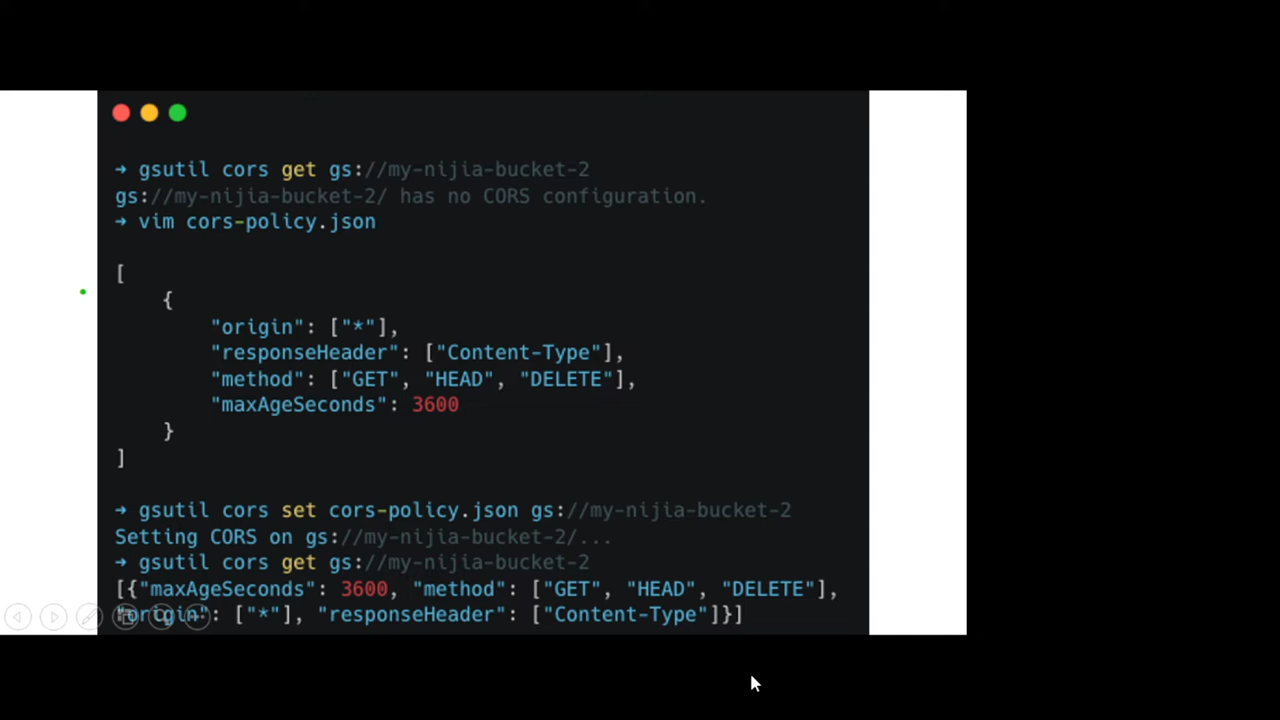 → gsutil cors get gs://my-nijia-bucket-2
gs://my-nijia-bucket-2/ has no CORS configuration.
→ vim cors-policy.json
[
{
"origin": ["*"],
"responseHeader": ["Content-Type"],
"method": ["GET", "HEAD", "DELETE"],
"maxAgeSeconds": 3600
}
]
→ gsutil cors set cors-policy.json gs://my-nijia-bucket-2
Setting CORS on gs://my-nijia-bucket-2/...
→ gsutil cors get gs://my-nijia-bucket-2
[{"maxAgeSeconds": 3600, "method": ["GET", "HEAD", "DELETE"],
"origin": ["*"], "responseHeader": ["Content-Type"]}]